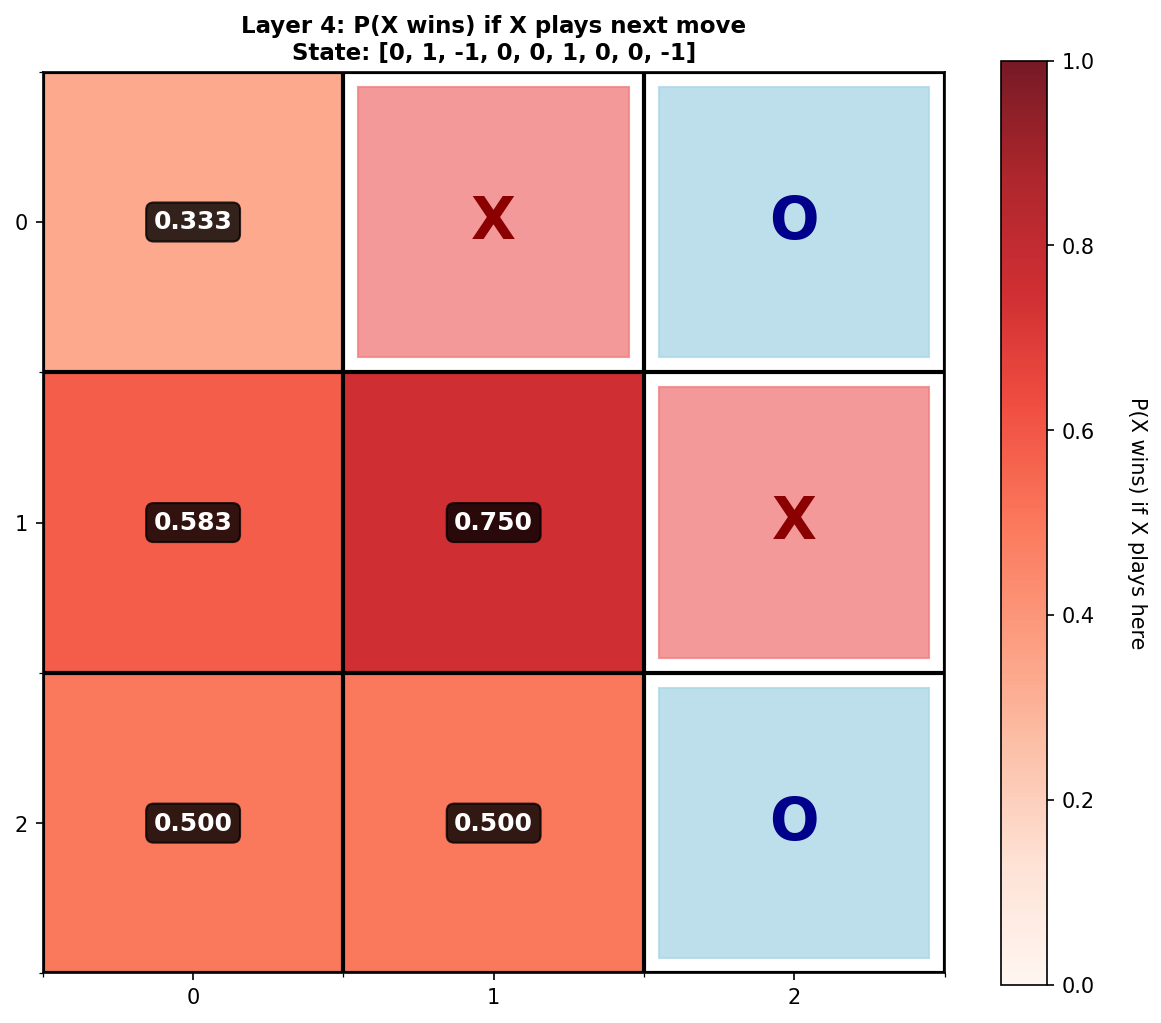 Layer 4: P(X wins) if X plays next move
State: [0, 1, -1, 0, 0, 1, 0, 0, -1]
0
0.333
X
O
1
0.583
0.750
X
2
0.500
0.500
O
0
1
2
1.0
0.8
0.6
0.4
0.2
0.0
P(X wins) if X plays here